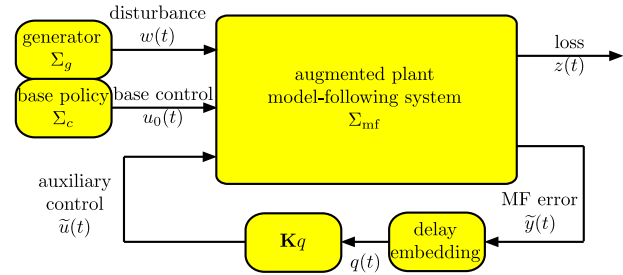 generator
Σ_g
disturbance
w(t)
base policy
Σ_c
base control
u_0(t)
augmented plant
model-following system
Σ_mf
loss
z(t)
auxiliary
control
ũ(t)
MF error
ỹ(t)
delay
embedding
q(t)
Kq